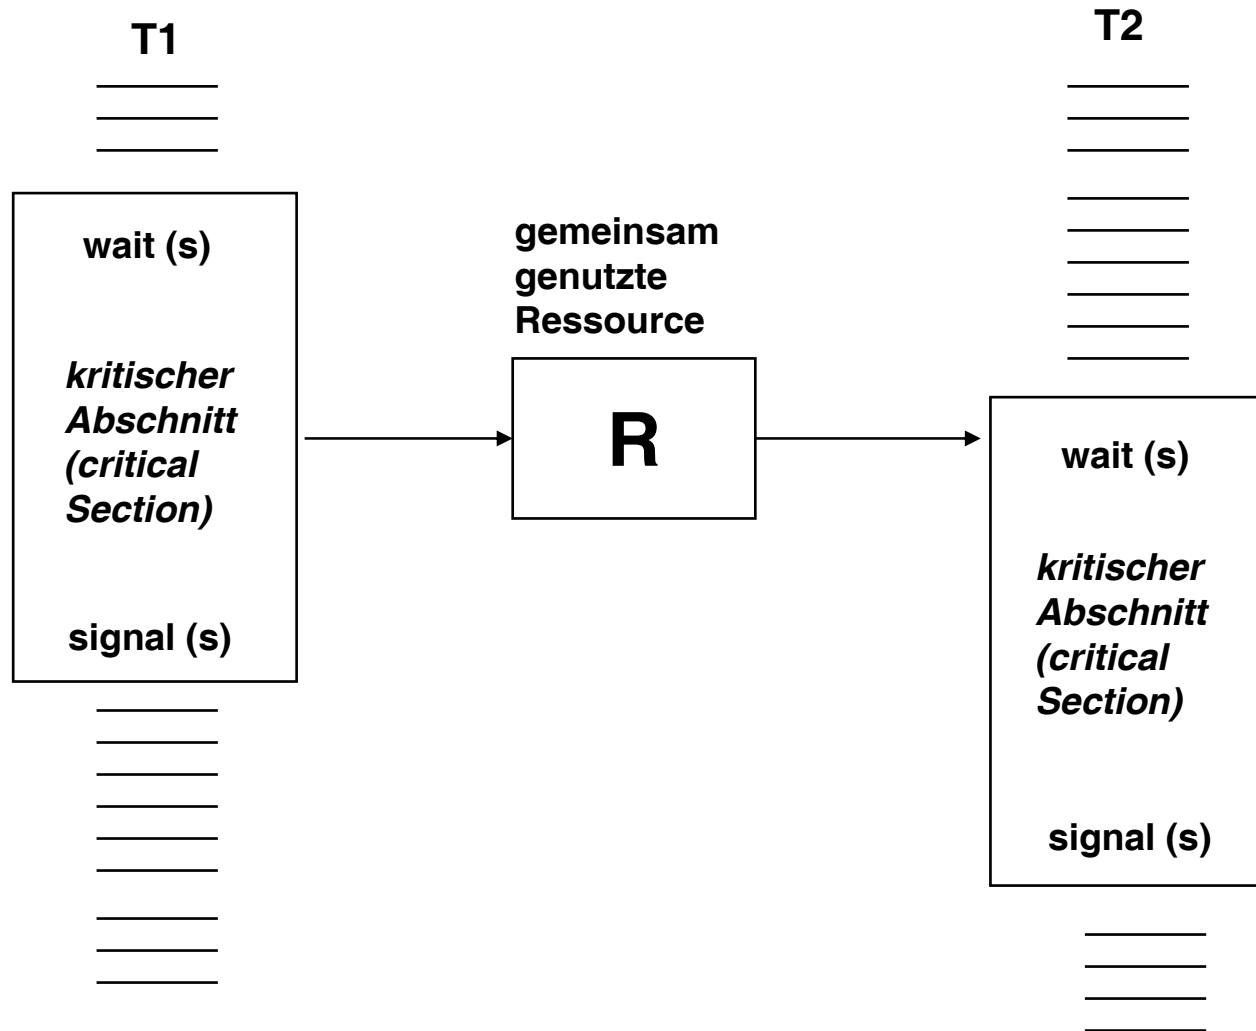 T1
wait (s)
kritischer
Abschnitt
(critical
Section)
signal (s)
gemeinsam
genutzte
Ressource
R
T2
wait (s)
kritischer
Abschnitt
(critical
Section)
signal (s)